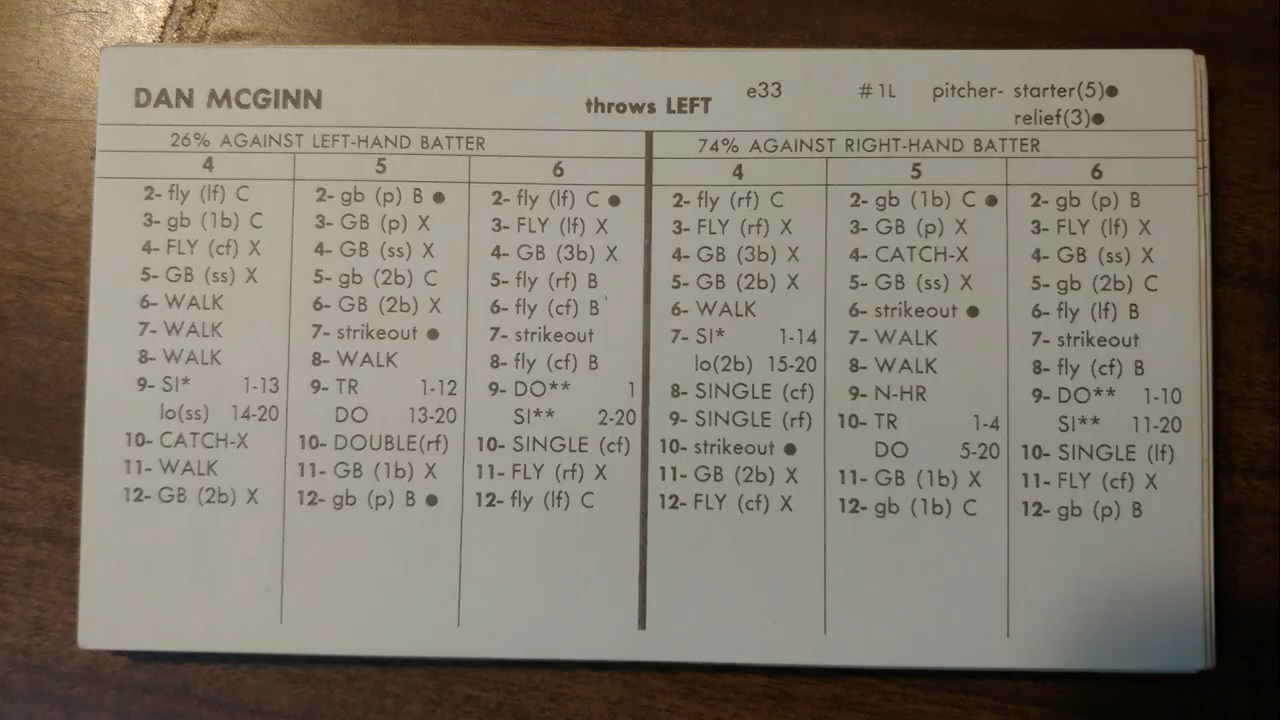 DAN MCGINN throws LEFT e33 #1L pitcher- starter(5)●
relief(3)●
26% AGAINST LEFT-HAND BATTER
4
2- fly (lf) C
3- gb (1b) C
4- FLY (cf) X
5- GB (ss) X
6- WALK
7- WALK
8- WALK
9- SI* 1-13
lo(ss) 14-20
10- CATCH-X
11- WALK
12- GB (2b) X
5
2- gb (p) B ●
3- GB (p) X
4- GB (ss) X
5- gb (2b) C
6- GB (2b) X
7- strikeout ●
8- WALK
9- TR 1-12
DO 13-20
10- DOUBLE(rf)
11- GB (1b) X
12- gb (p) B ●
6
2- fly (lf) C ●
3- FLY (lf) X
4- GB (3b) X
5- fly (rf) B
6- fly (cf) B
7- strikeout
8- fly (cf) B
9- DO** 1
SI** 2-20
10- SINGLE (cf)
11- FLY (rf) X
12- fly (lf) C
74% AGAINST RIGHT-HAND BATTER
4
2- fly (rf) C
3- FLY (rf) X
4- GB (3b) X
5- GB (2b) X
6- WALK
7- SI* 1-14
lo(2b) 15-20
8- SINGLE (cf)
9- SINGLE (rf)
10- strikeout ●
11- GB (2b) X
12- FLY (cf) X
5
2- gb (1b) C ●
3- GB (p) X
4- CATCH-X
5- GB (ss) X
6- strikeout ●
7- WALK
8- WALK
9- N-HR
10- TR 1-4
DO 5-20
11- GB (1b) X
12- gb (1b) C
6
2- gb (p) B
3- FLY (lf) X
4- GB (ss) X
5- gb (2b) C
6- fly (lf) B
7- strikeout
8- fly (cf) B
9- DO** 1-10
SI** 11-20
10- SINGLE (lf)
11- FLY (cf) X
12- gb (p) B